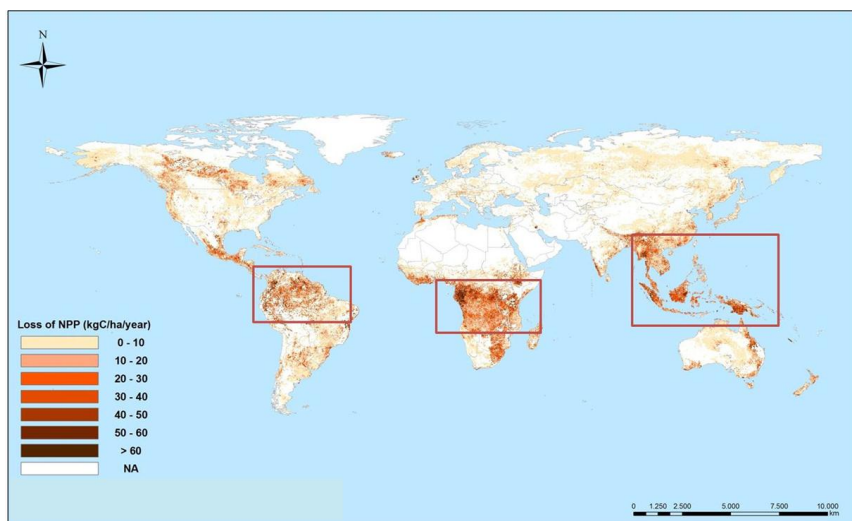 N
Loss of NPP (kgC/ha/year)
0 - 10
10 - 20
20 - 30
30 - 40
40 - 50
50 - 60
> 60
NA
0 1.250 2.500 5.000 7.500 10.000
km